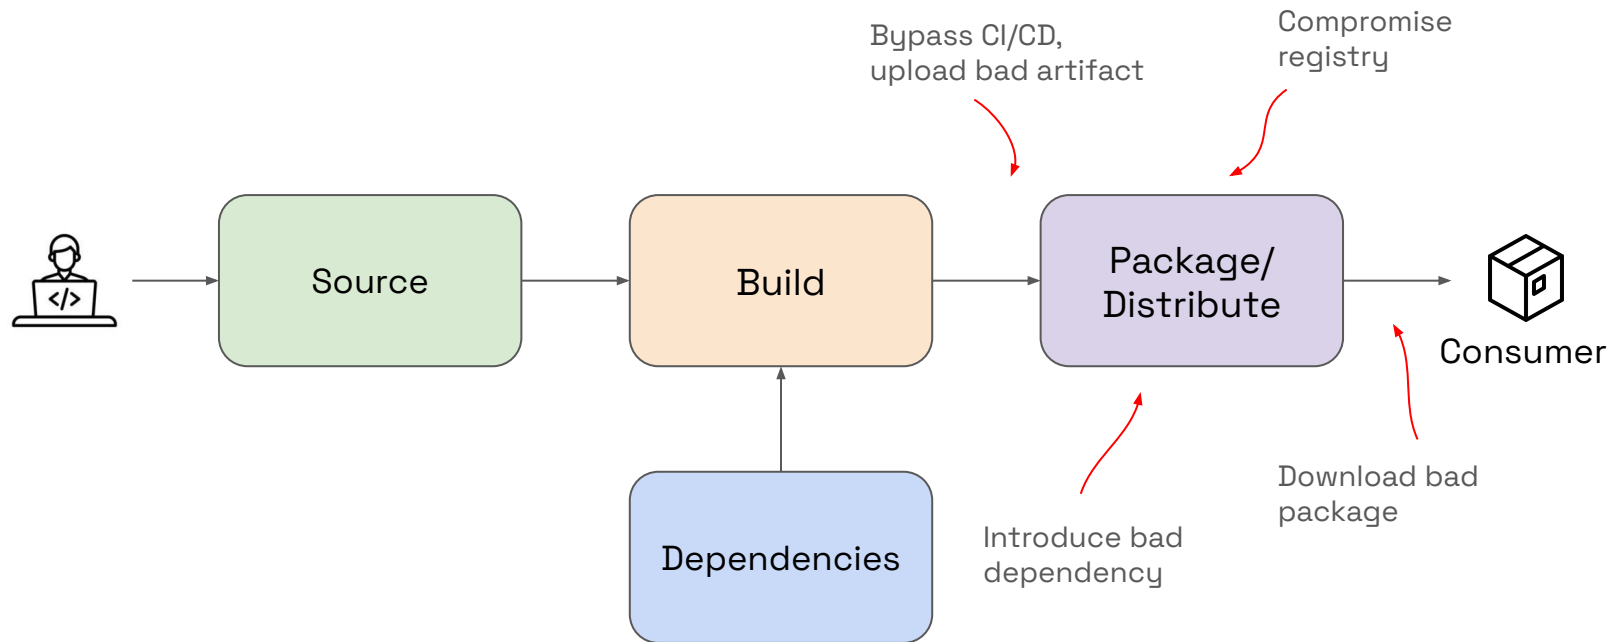 Bypass CI/CD,
upload bad artifact
Compromise
registry
</>
Source
Build
Package/
Distribute
Consumer
Dependencies
Introduce bad
dependency
Download bad
package